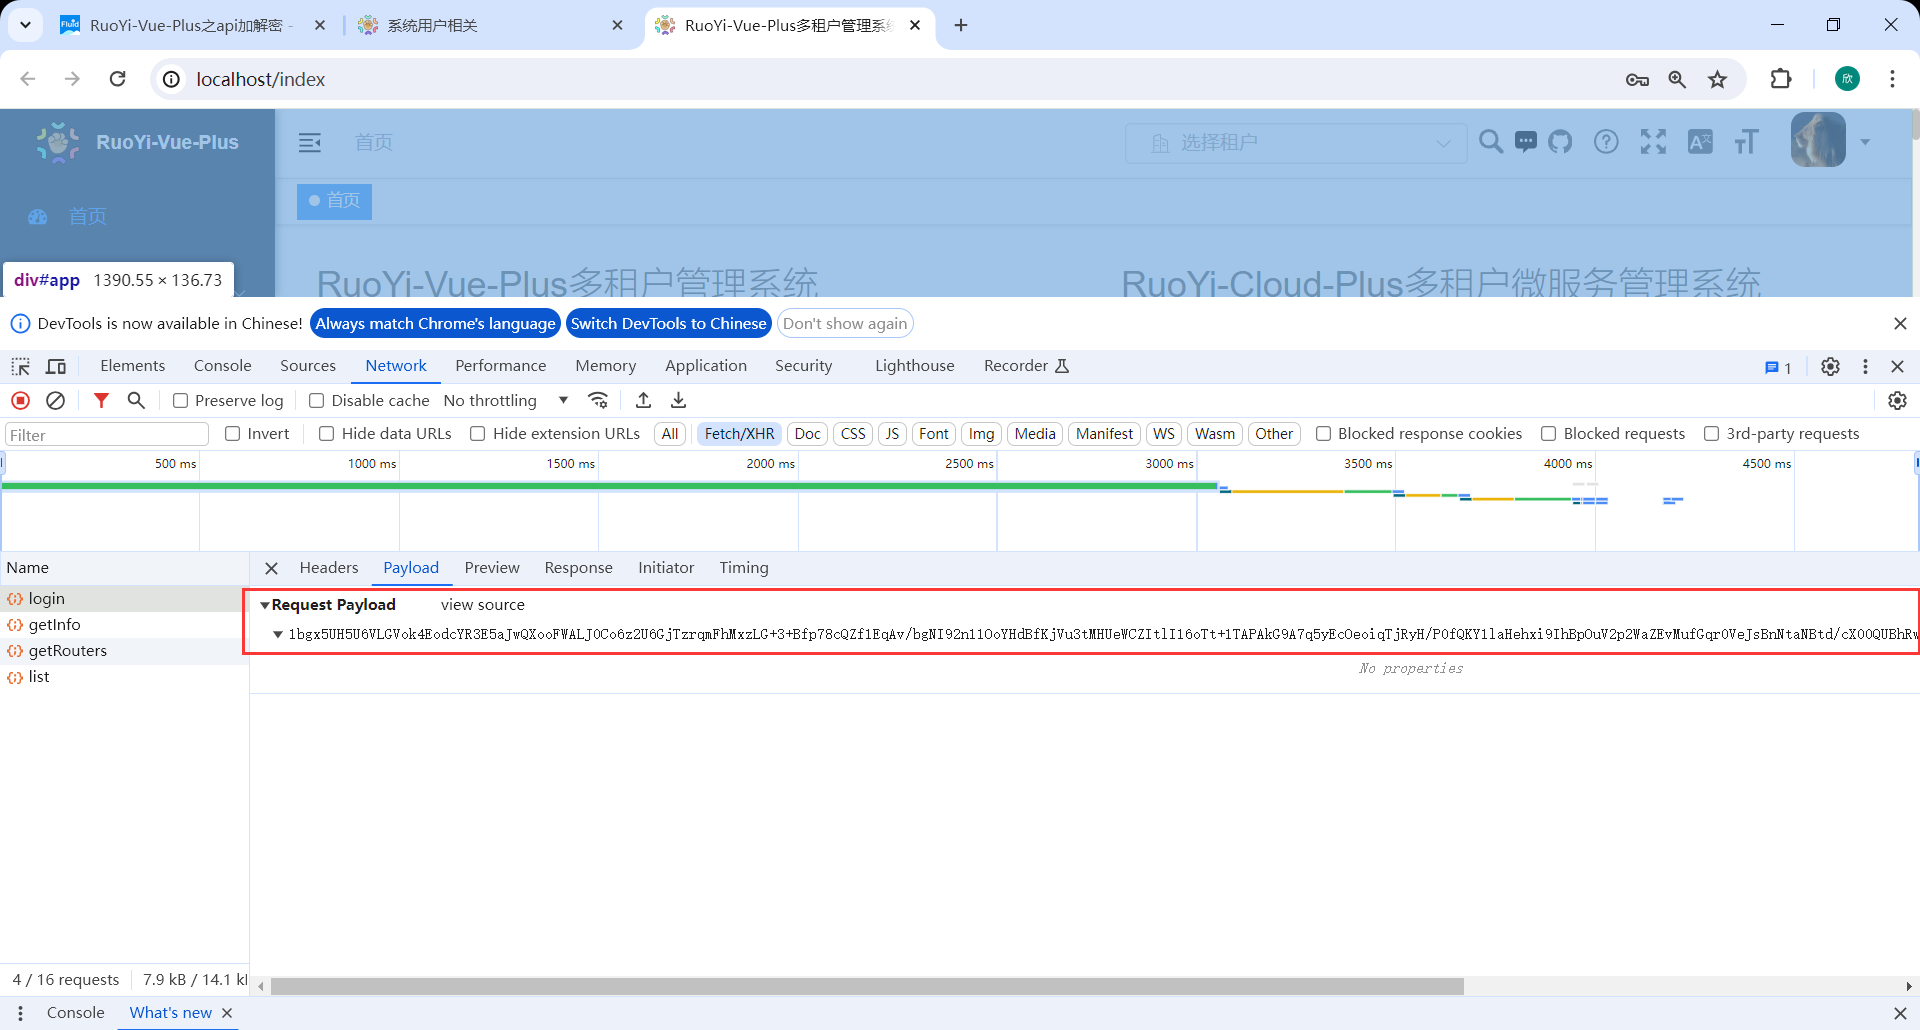 RuoYi-Vue-Plus之api加解密 -
系统用户相关
RuoYi-Vue-Plus多租户管理系统
localhost/index
欣
RuoYi-Vue-Plus
首页
选择租户
首页
首页
RuoYi-Vue-Plus多租户管理系统
RuoYi-Cloud-Plus多租户微服务管理系统
div#app 1390.55 × 136.73
DevTools is now available in Chinese! Always match Chrome's language Switch DevTools to Chinese Don't show again
Elements Console Sources Network Performance Memory Application Security Lighthouse Recorder 1
Preserve log Disable cache No throttling
Filter Invert Hide data URLs Hide extension URLs All Fetch/XHR Doc CSS JS Font Img Media Manifest WS Wasm Other Blocked response cookies Blocked requests 3rd-party requests
500 ms 1000 ms 1500 ms 2000 ms 2500 ms 3000 ms 3500 ms 4000 ms 4500 ms
Name Headers Payload Preview Response Initiator Timing
login
getInfo
getRouters
list
Request Payload view source
1bgx5UH5U6VLGVok4EodcYR3E5aJwQXooFWALJ0Co6z2U6GjTzrqmFhMxzLG+3+Bfp78cQZf1EqAv/bgNI92n11OoYHdBfKjVu3tMHUeWCZItlI16oTt+1TAPAkG9A7q5yEcOeoiqTjRyH/P0fQKY1laHehxi9IhBpOuV2p2WaZEvMufGqr0VeJsBnNtaNBtd/cX00QUBhRw
No properties
4 / 16 requests 7.9 kB / 14.1 k
Console What's new